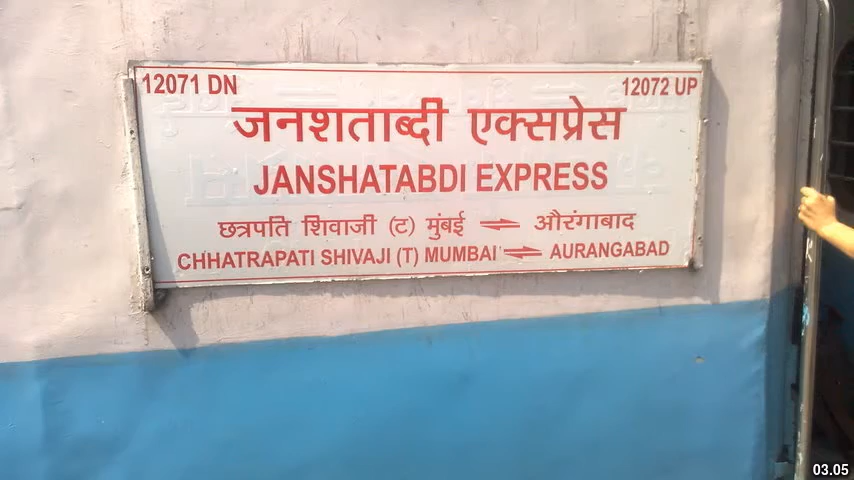 12071 DN 12072 UP
जनशताब्दी एक्सप्रेस
JANSHATABDI EXPRESS
छत्रपति शिवाजी (ट) मुंबई ⇌ औरंगाबाद
CHHATRAPATI SHIVAJI (T) MUMBAI ⇌ AURANGABAD
03.05